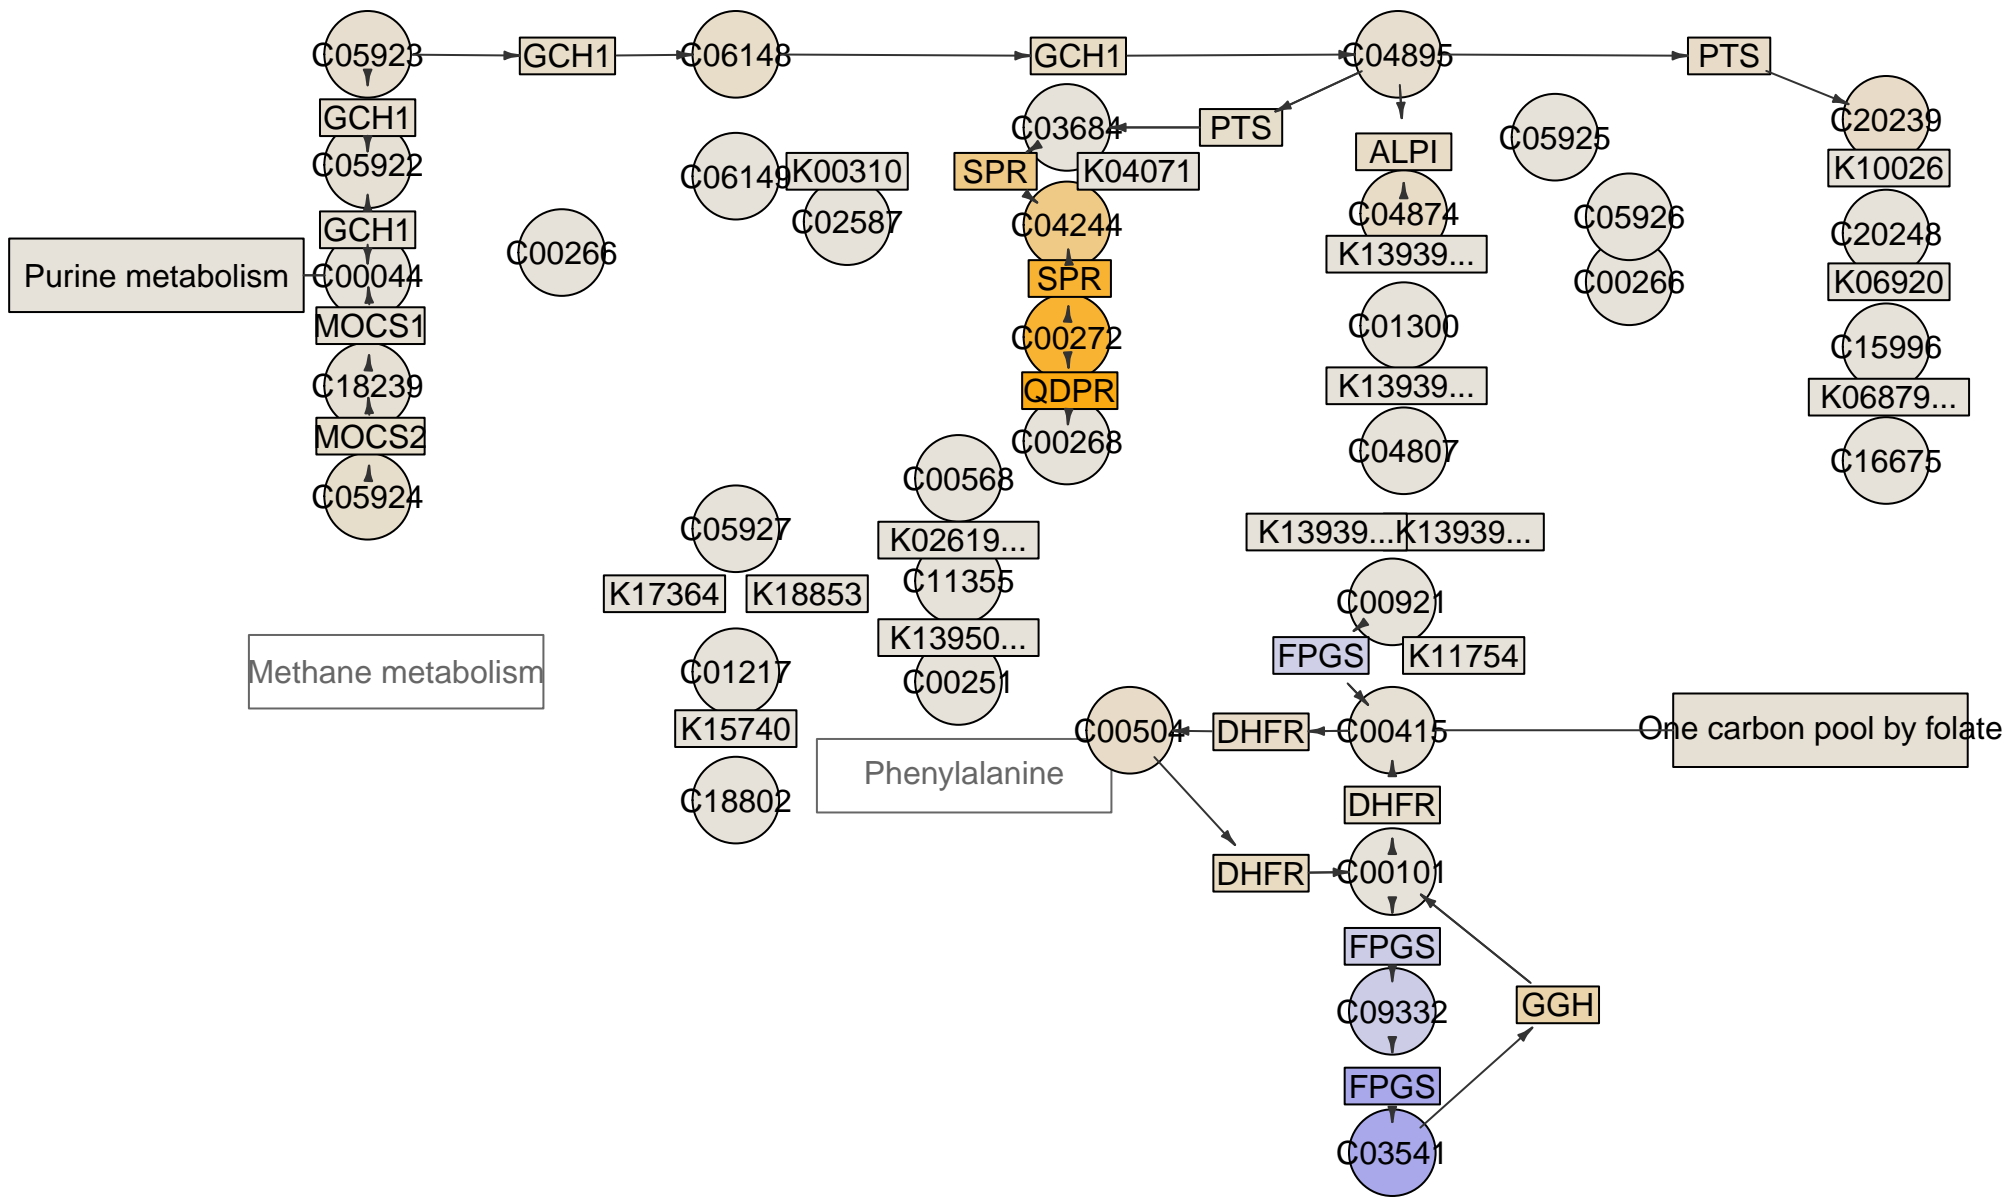 C05923
GCH1
C06148
GCH1
C04895
PTS
GCH1
C03684
PTS
C05925
C20239
C05922
C06149
K00310
SPR
K04071
ALPI
K10026
GCH1
C00266
C02587
C04244
C04874
C05926
C20248
Purine metabolism
C00044
SPR
K13939...
C00266
K06920
MOCS1
C00272
C01300
C15996
C18239
QDPR
K13939...
K06879...
MOCS2
C00268
C04807
C16675
C05924
C00568
C05927
K02619...
K13939...
K13939...
K17364
K18853
C11355
C00921
K13950...
FPGS
K11754
Methane metabolism
C01217
C00251
K15740
C00504
DHFR
C00415
One carbon pool by folate
Phenylalanine
C18802
DHFR
DHFR
C00101
FPGS
C09332
GGH
FPGS
C03541